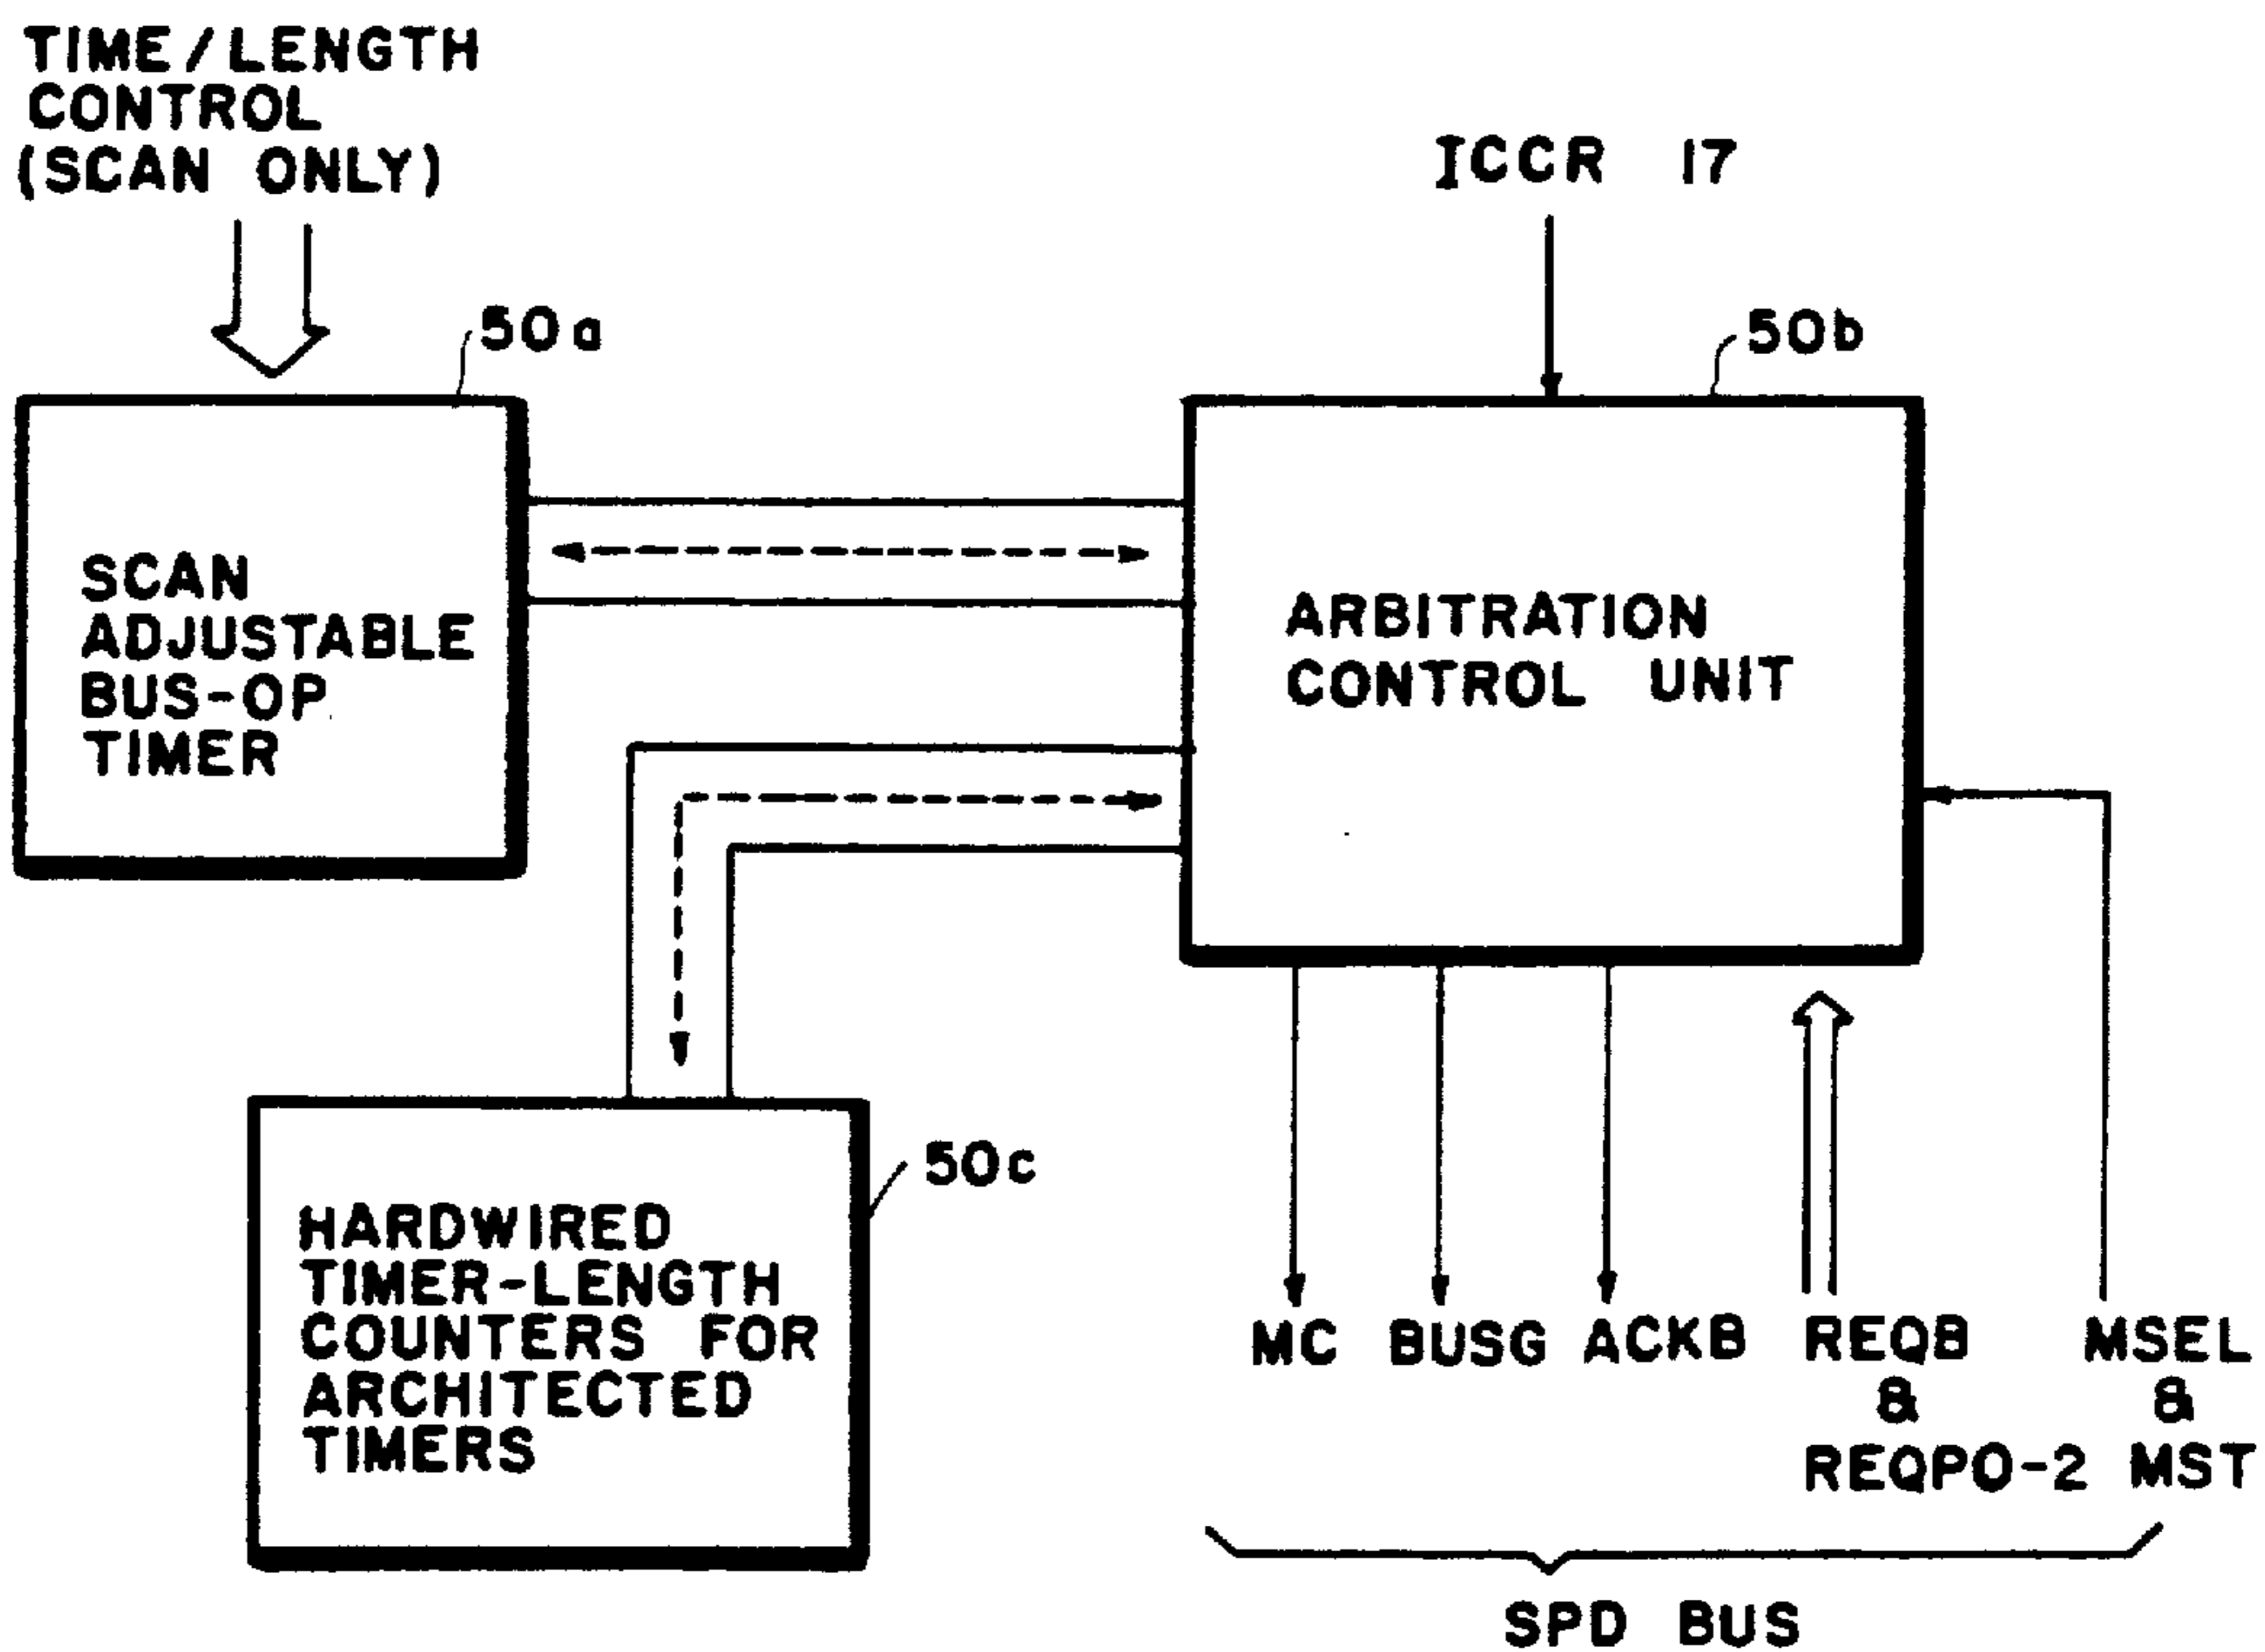 TIME/LENGTH
CONTROL
(SCAN ONLY)
ICCR 17
50a
50b
SCAN
ADJUSTABLE
BUS-OP
TIMER
ARBITRATION
CONTROL UNIT
50c
HARDWIRED
TIMER-LENGTH
COUNTERS FOR
ARCHITECTED
TIMERS
MC BUSG ACKB REQB MSEL
& &
REQPO-2 MST
SPD BUS